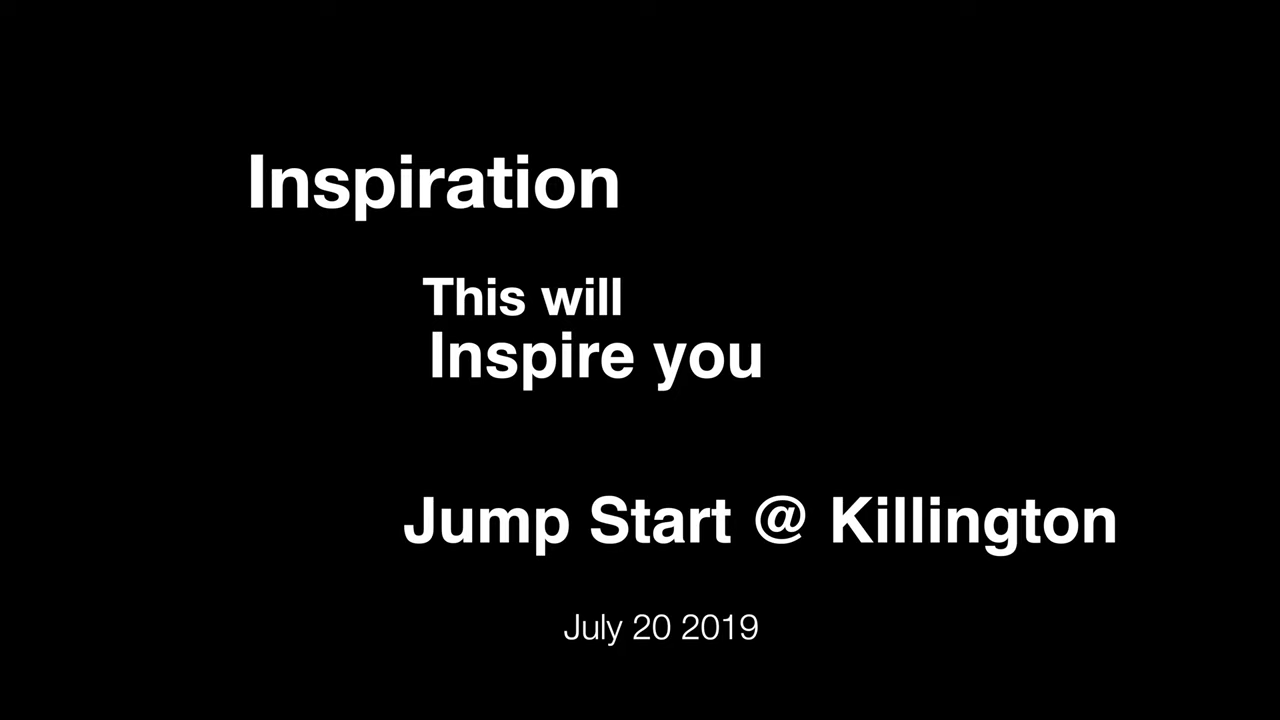 Inspiration
This will
Inspire you
Jump Start @ Killington
July 20 2019